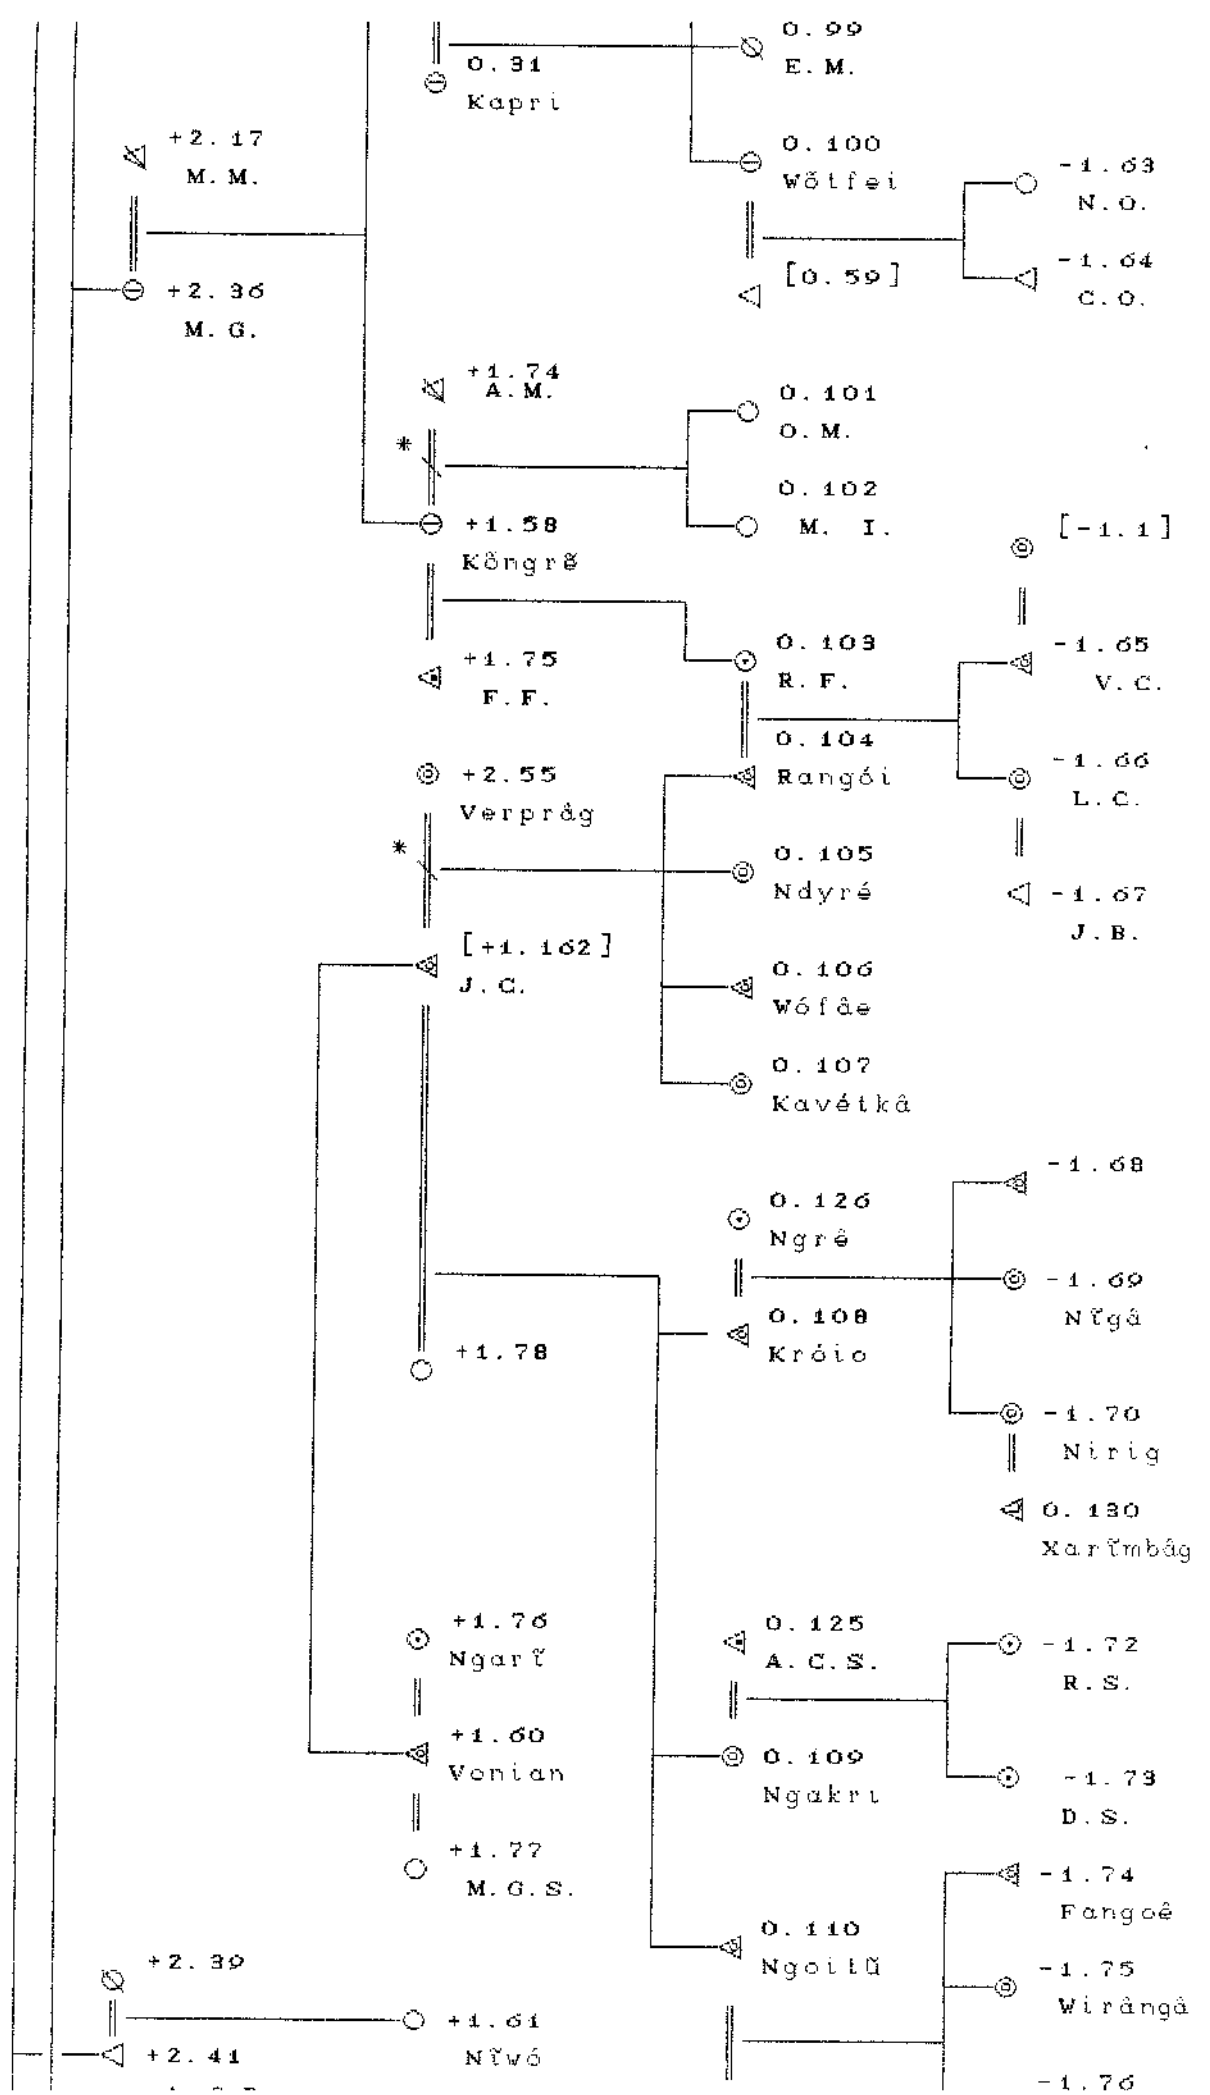 0.99
E.M.
0.31
Kapri
+2.17
M.M.
0.100
Wõtfei
-1.63
N.O.
[0.59]
-1.64
C.O.
+2.36
M.G.
+1.74
A.M.
0.101
O.M.
*
0.102
M. I.
+1.58
Kõngrẽ
[-1.1]
0.103
R.F.
-1.65
V.C.
+1.75
F.F.
0.104
Rangói
-1.66
L.C.
+2.55
Verprâg
*
0.105
Ndyré
-1.67
J.B.
[+1.162]
J.C.
0.106
Wófâe
0.107
Kavéikâ
-1.68
0.126
Ngrê
-1.69
Nĩgâ
0.108
Króio
+1.78
-1.70
Nirig
0.130
Xarĩmbâg
+1.76
Ngarĩ
0.125
A.C.S.
-1.72
R.S.
+1.60
Vonian
0.109
Ngakri
-1.73
D.S.
+1.77
M.G.S.
-1.74
Fangoê
0.110
Ngoitũ
+2.39
-1.75
Wirângâ
+1.61
Nĩvó
+2.41
-1.76